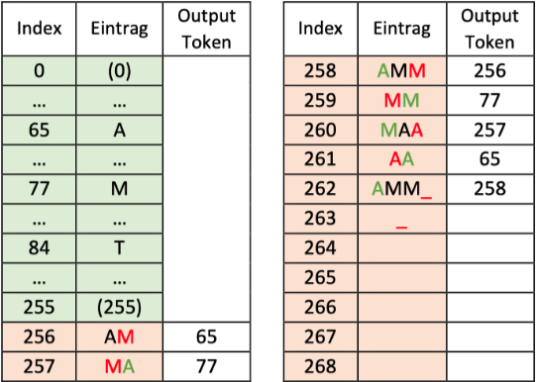 Index Eintrag Output Token
0 (0)
... ...
65 A
... ...
77 M
... ...
84 T
... ...
255 (255)
256 AM 65
257 MA 77
Index Eintrag Output Token
258 AMM 256
259 MM 77
260 MAA 257
261 AA 65
262 AMM_ 258
263 _
264
265
266
267
268